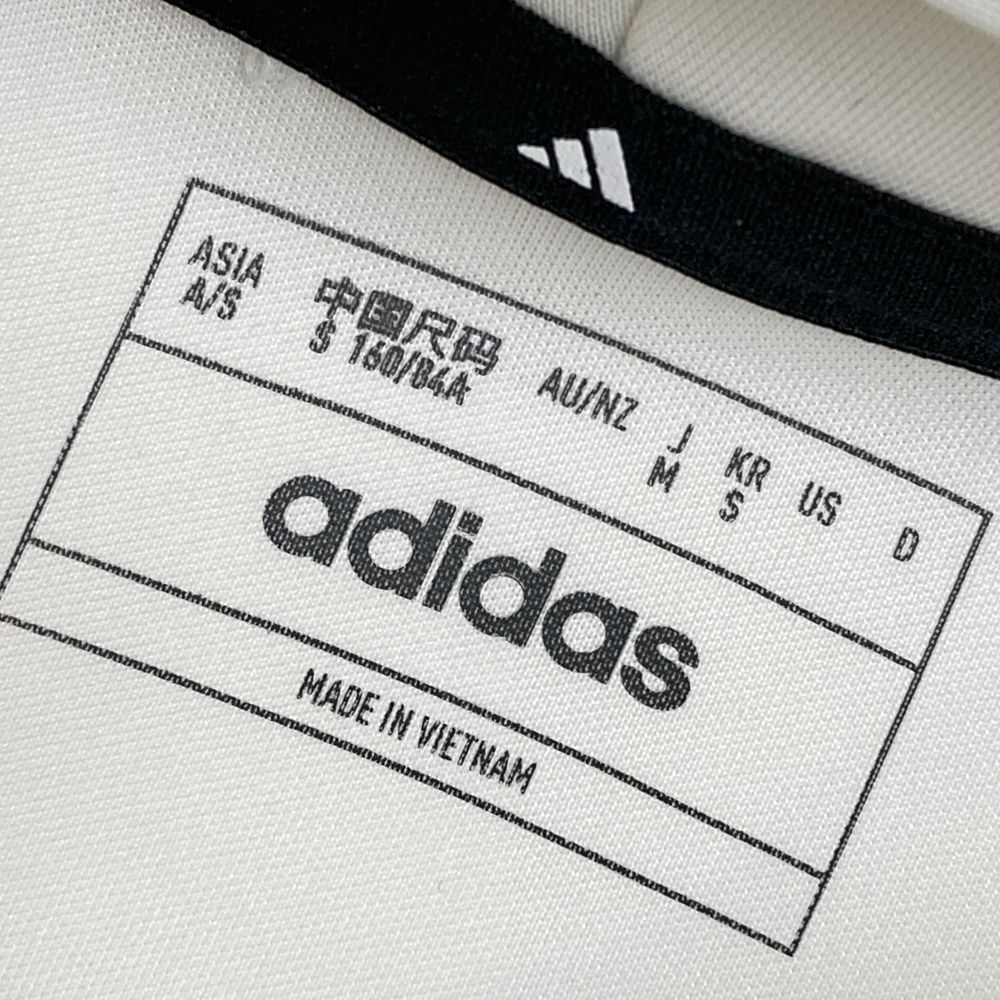 ASIA 中国尺码 AU/NZ J KR US D
A/S S 160/84A M S
adidas
MADE IN VIETNAM